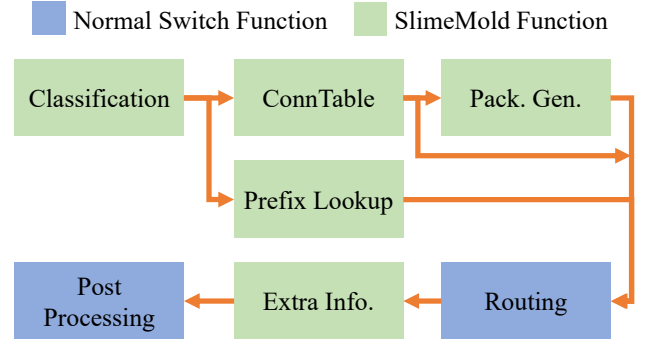 Normal Switch Function
SlimeMold Function
Classification
ConnTable
Pack. Gen.
Prefix Lookup
Post
Processing
Extra Info.
Routing